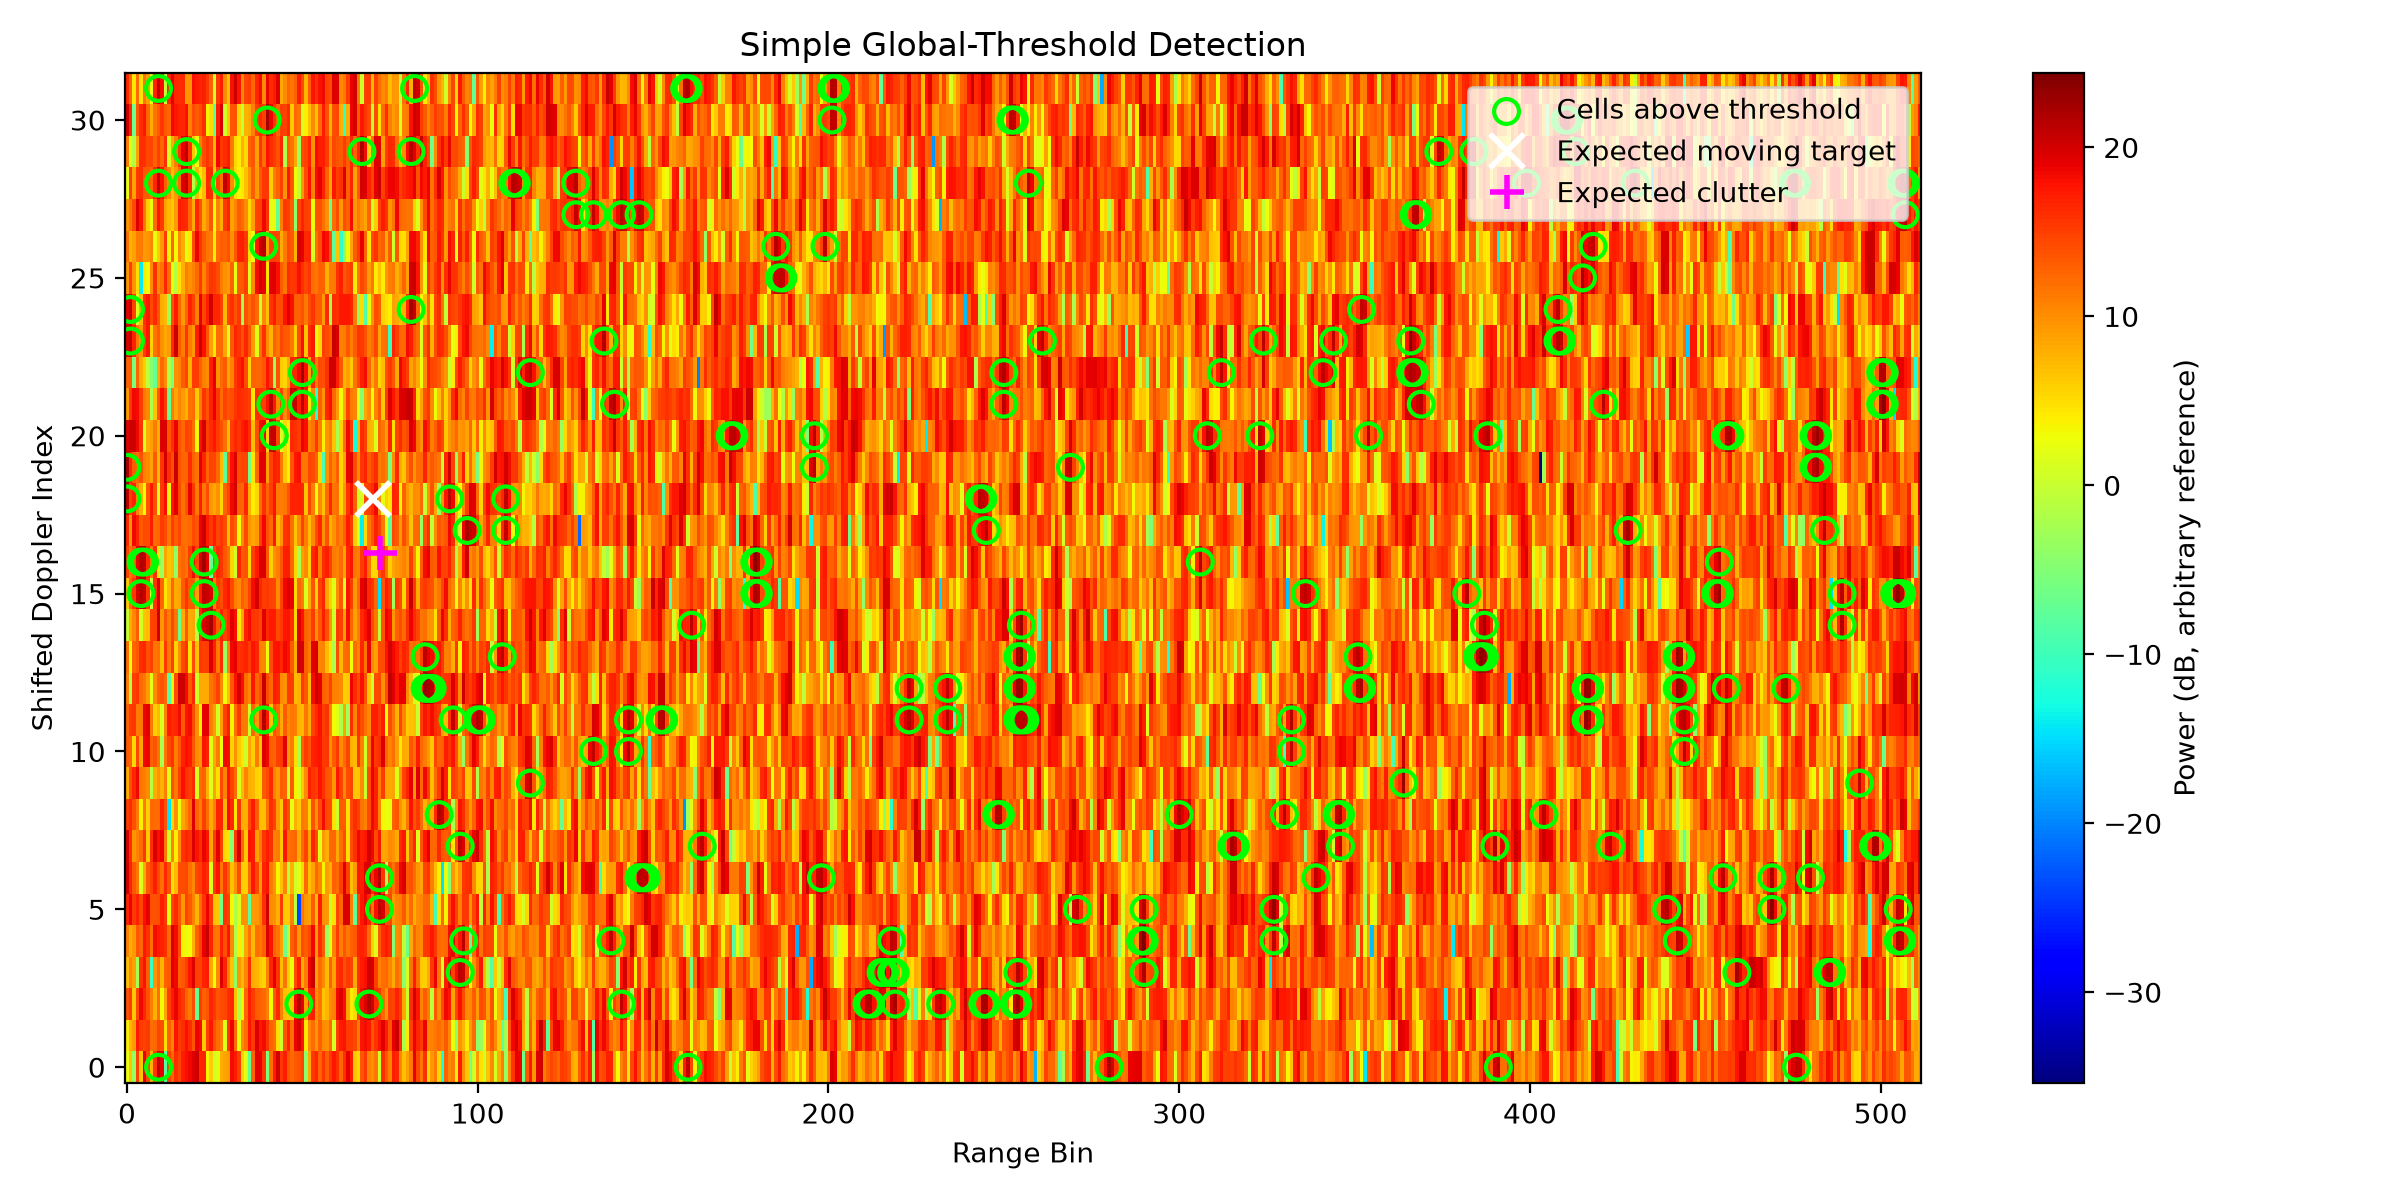 Simple Global-Threshold Detection
Cells above threshold
Expected moving target
Expected clutter
30
25
20
15
10
5
0
Shifted Doppler Index
0 100 200 300 400 500
Range Bin
20
10
0
−10
−20
−30
Power (dB, arbitrary reference)